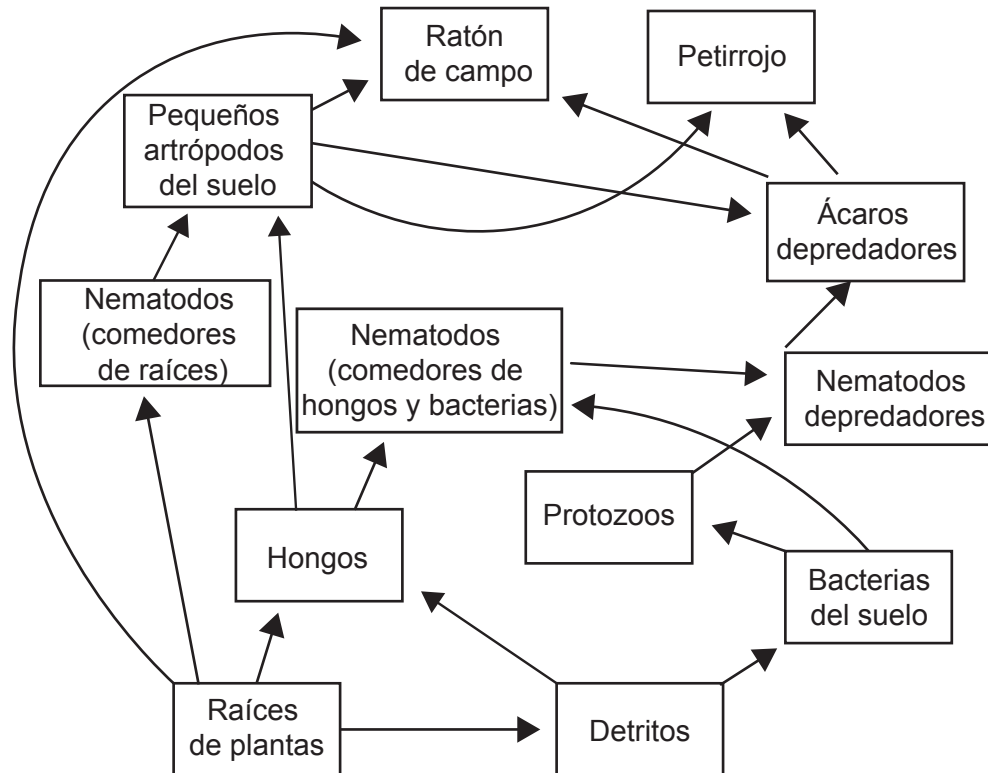 Ratón
de campo
Petirrojo
Pequeños
artrópodos
del suelo
Ácaros
depredadores
Nematodos
(comedores
de raíces)
Nematodos
(comedores de
hongos y bacterias)
Nematodos
depredadores
Protozoos
Hongos
Bacterias
del suelo
Raíces
de plantas
Detritos